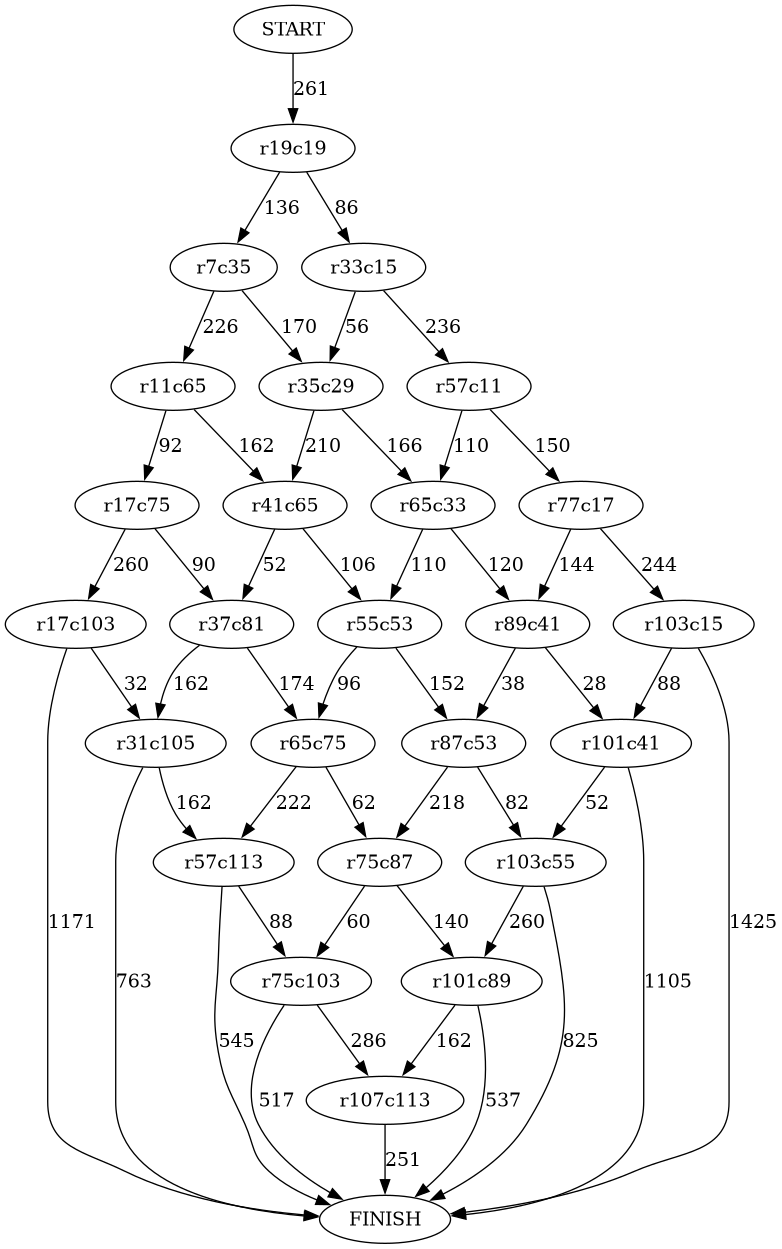 START
261
r19c19
136 86
r7c35 r33c15
226 170 56 236
r11c65 r35c29 r57c11
92 162 210 166 110 150
r17c75 r41c65 r65c33 r77c17
260 90 52 106 110 120 144 244
r17c103 r37c81 r55c53 r89c41 r103c15
32 162 174 96 152 38 28 88
r31c105 r65c75 r87c53 r101c41
162 222 62 218 82 52
r57c113 r75c87 r103c55
1171 88 60 140 260 1425
r75c103 r101c89
763 1105
545 286 162 825
r107c113
517 537
251
FINISH